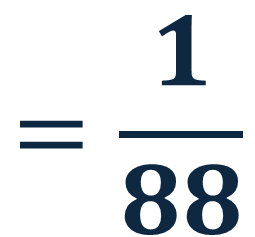 = 1/88